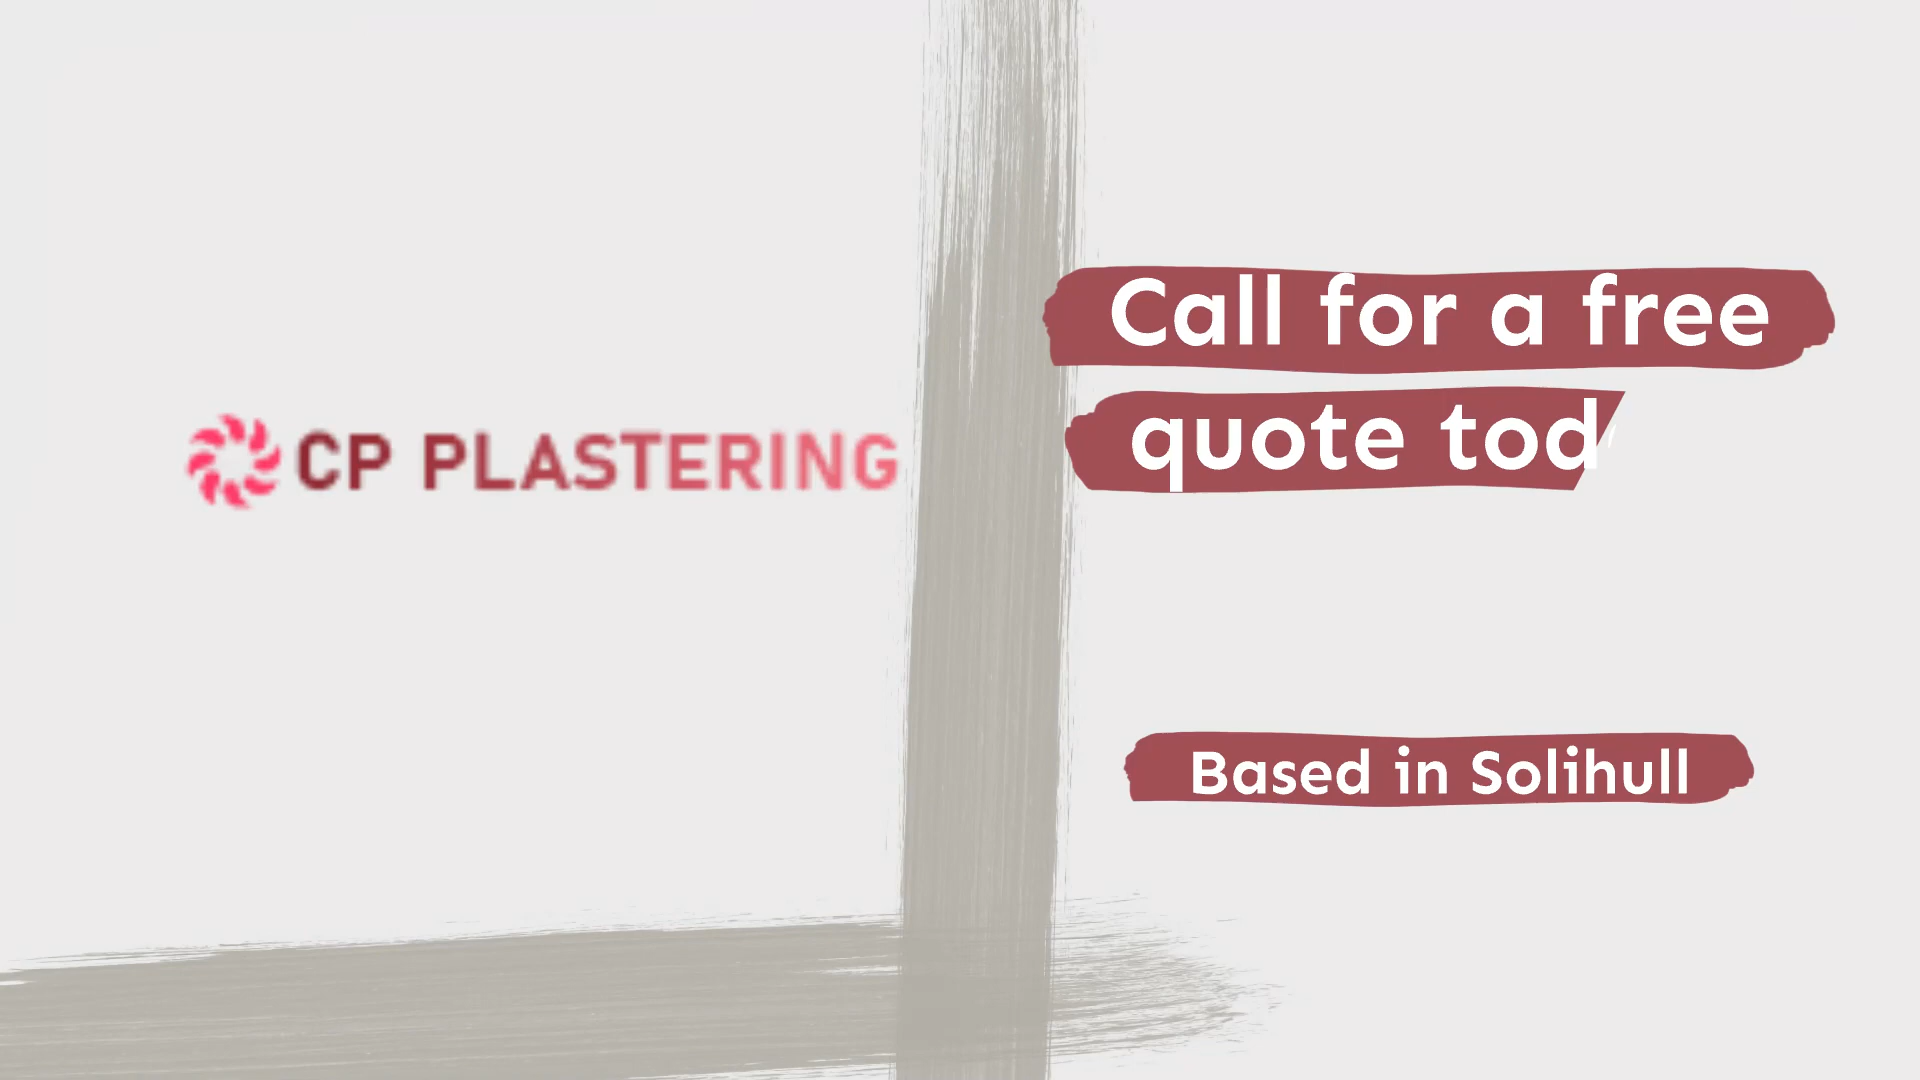 CP PLASTERING
Call for a free
quote tod
Based in Solihull